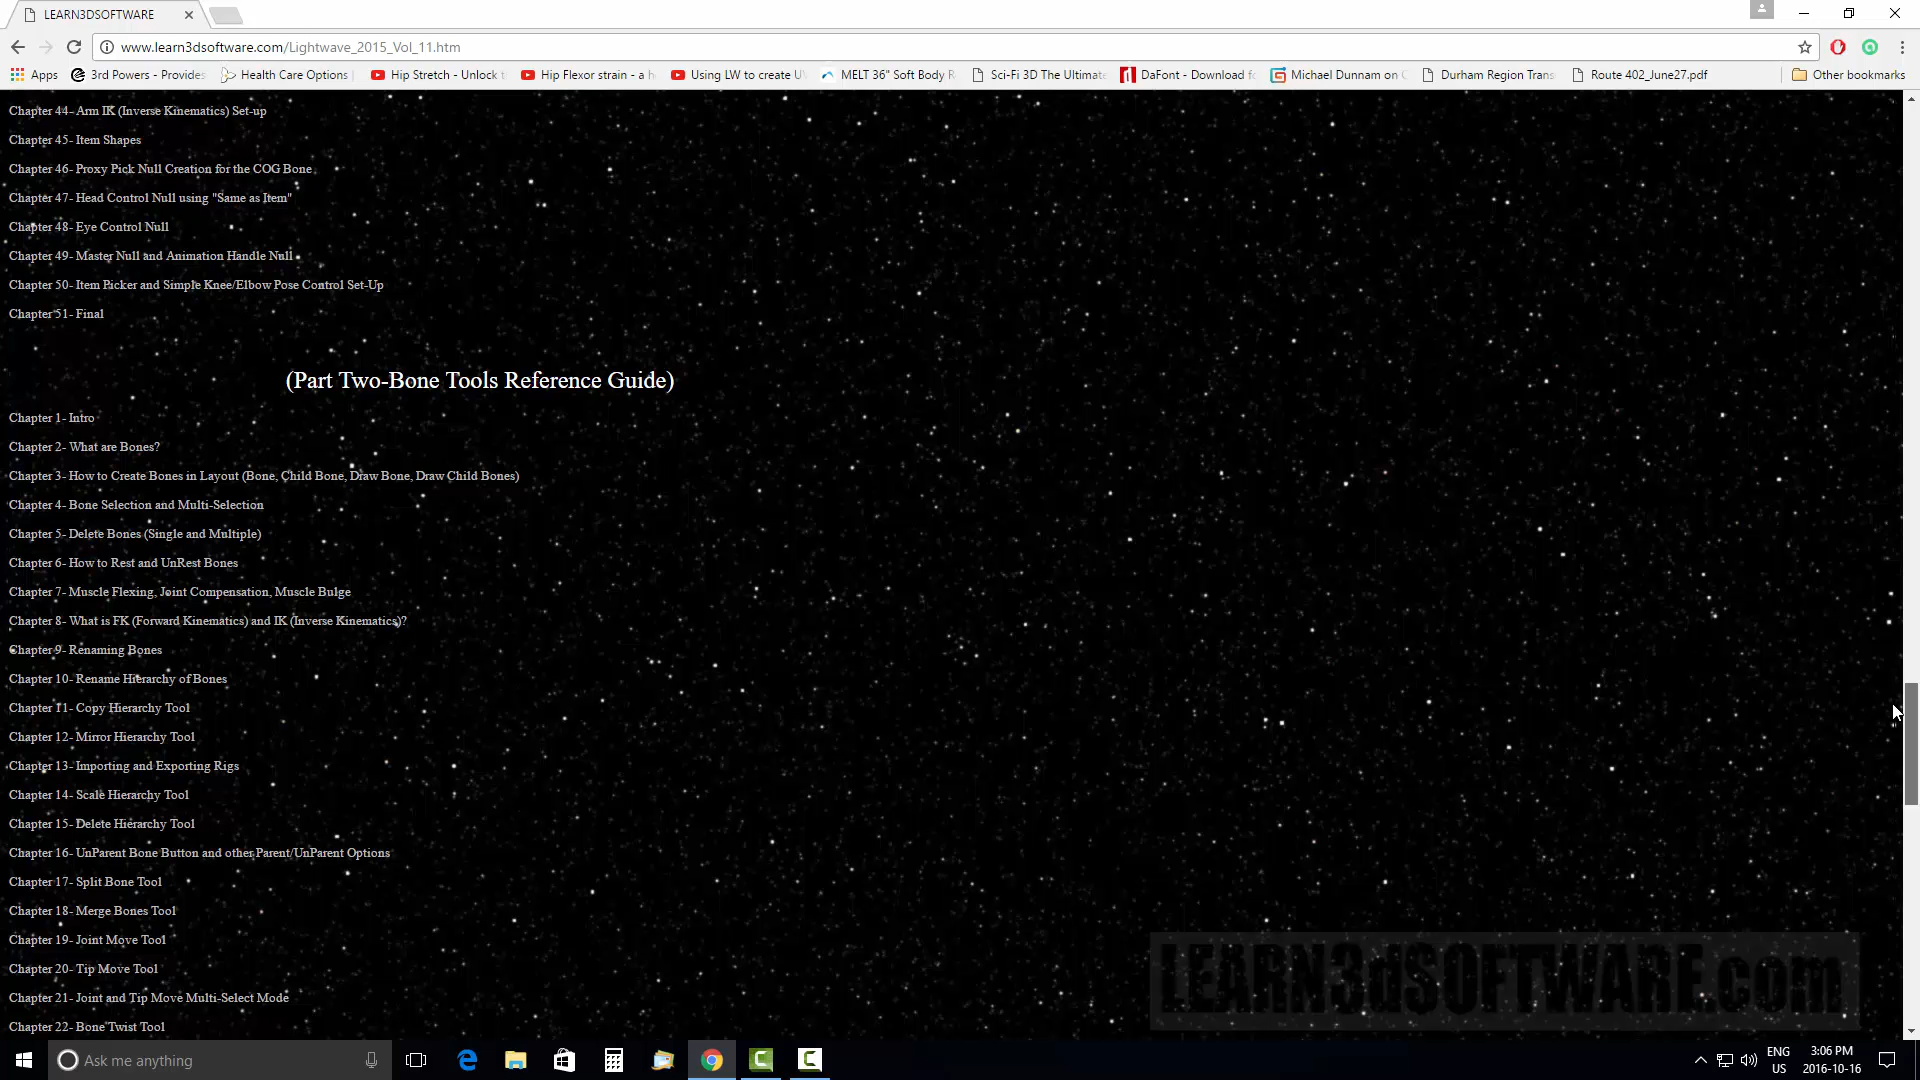 LEARN3DSOFTWARE
www.learn3dsoftware.com/Lightwave_2015_Vol_11.htm
Apps
3rd Powers - Provides
Health Care Options
Hip Stretch - Unlock
Hip Flexor strain - a
Using LW to create
MELT 36" Soft Body
Sci-Fi 3D The Ultimate
DaFont - Download
Michael Dunnam on
Durham Region Trans
Route 402_June27.pdf
Other bookmarks
Chapter 44- Arm IK (Inverse Kinematics) Set-up
Chapter 45- Item Shapes
Chapter 46- Proxy Pick Null Creation for the COG Bone
Chapter 47- Head Control Null using "Same as Item"
Chapter 48- Eye Control Null
Chapter 49- Master Null and Animation Handle Null
Chapter 50- Item Picker and Simple Knee/Elbow Pose Control Set-Up
Chapter 51- Final
(Part Two-Bone Tools Reference Guide)
Chapter 1- Intro
Chapter 2- What are Bones?
Chapter 3- How to Create Bones in Layout (Bone, Child Bone, Draw Bone, Draw Child Bones)
Chapter 4- Bone Selection and Multi-Selection
Chapter 5- Delete Bones (Single and Multiple)
Chapter 6- How to Rest and UnRest Bones
Chapter 7- Muscle Flexing, Joint Compensation, Muscle Bulge
Chapter 8- What is FK (Forward Kinematics) and IK (Inverse Kinematics)?
Chapter 9- Renaming Bones
Chapter 10- Rename Hierarchy of Bones
Chapter 11- Copy Hierarchy Tool
Chapter 12- Mirror Hierarchy Tool
Chapter 13- Importing and Exporting Rigs
Chapter 14- Scale Hierarchy Tool
Chapter 15- Delete Hierarchy Tool
Chapter 16- UnParent Bone Button and other Parent/UnParent Options
Chapter 17- Split Bone Tool
Chapter 18- Merge Bones Tool
Chapter 19- Joint Move Tool
Chapter 20- Tip Move Tool
Chapter 21- Joint and Tip Move Multi-Select Mode
Chapter 22- Bone Twist Tool
LEARN3dSOFTWARE.com
Ask me anything
ENG
US
3:06 PM
2016-10-16